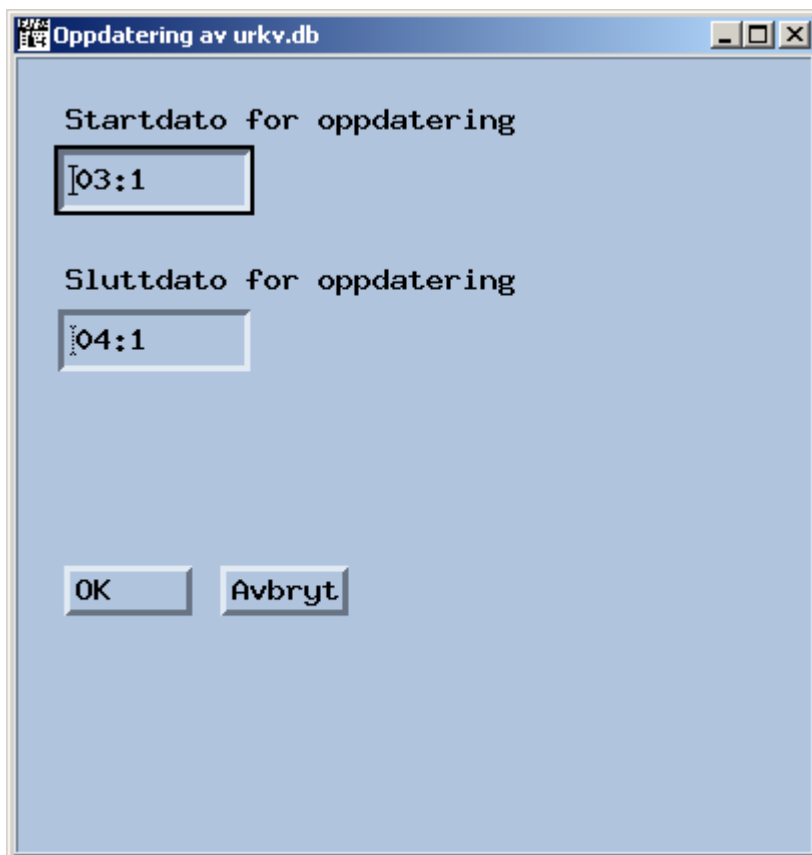 Oppdatering av urkv.db
Startdato for oppdatering
03:1
Sluttdato for oppdatering
04:1
OK Avbryt